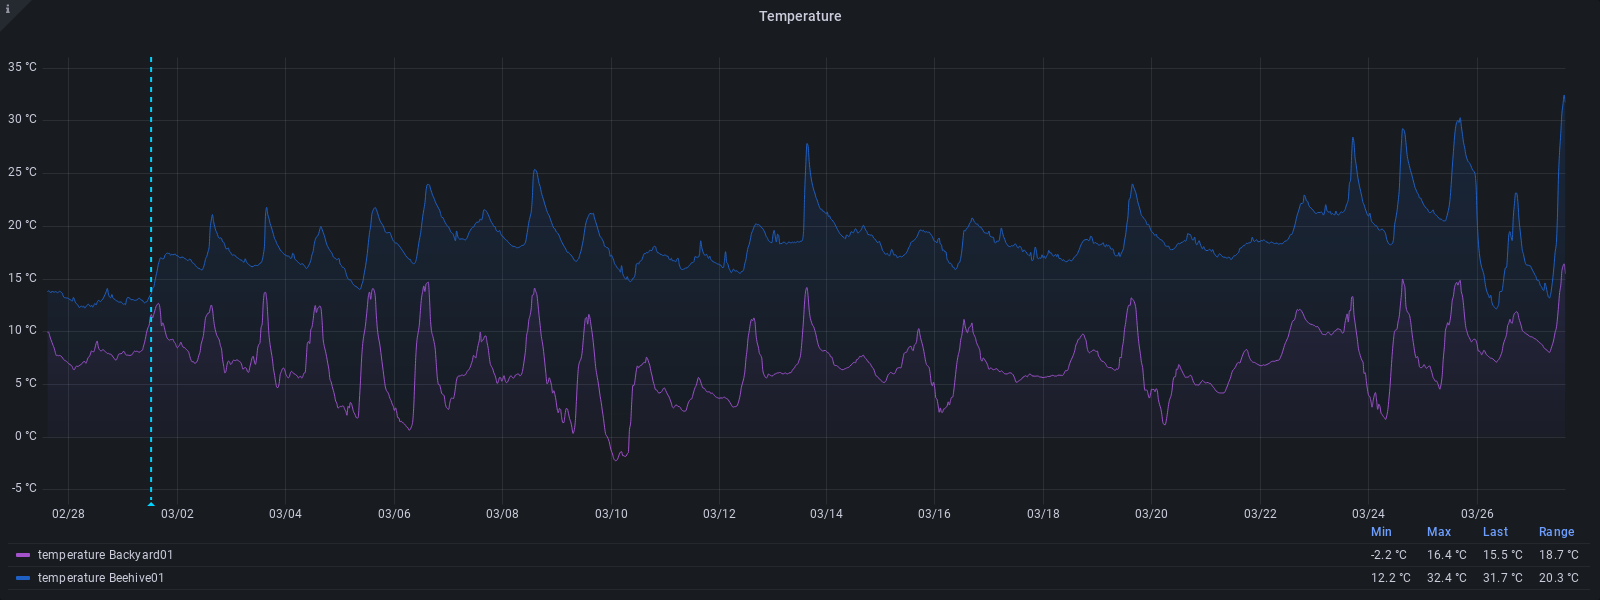 i
Temperature
35 °C
30 °C
25 °C
20 °C
15 °C
10 °C
5 °C
0 °C
-5 °C
02/28 03/02 03/04 03/06 03/08 03/10 03/12 03/14 03/16 03/18 03/20 03/22 03/24 03/26
Min Max Last Range
temperature Backyard01 -2.2 °C 16.4 °C 15.5 °C 18.7 °C
temperature Beehive01 12.2 °C 32.4 °C 31.7 °C 20.3 °C